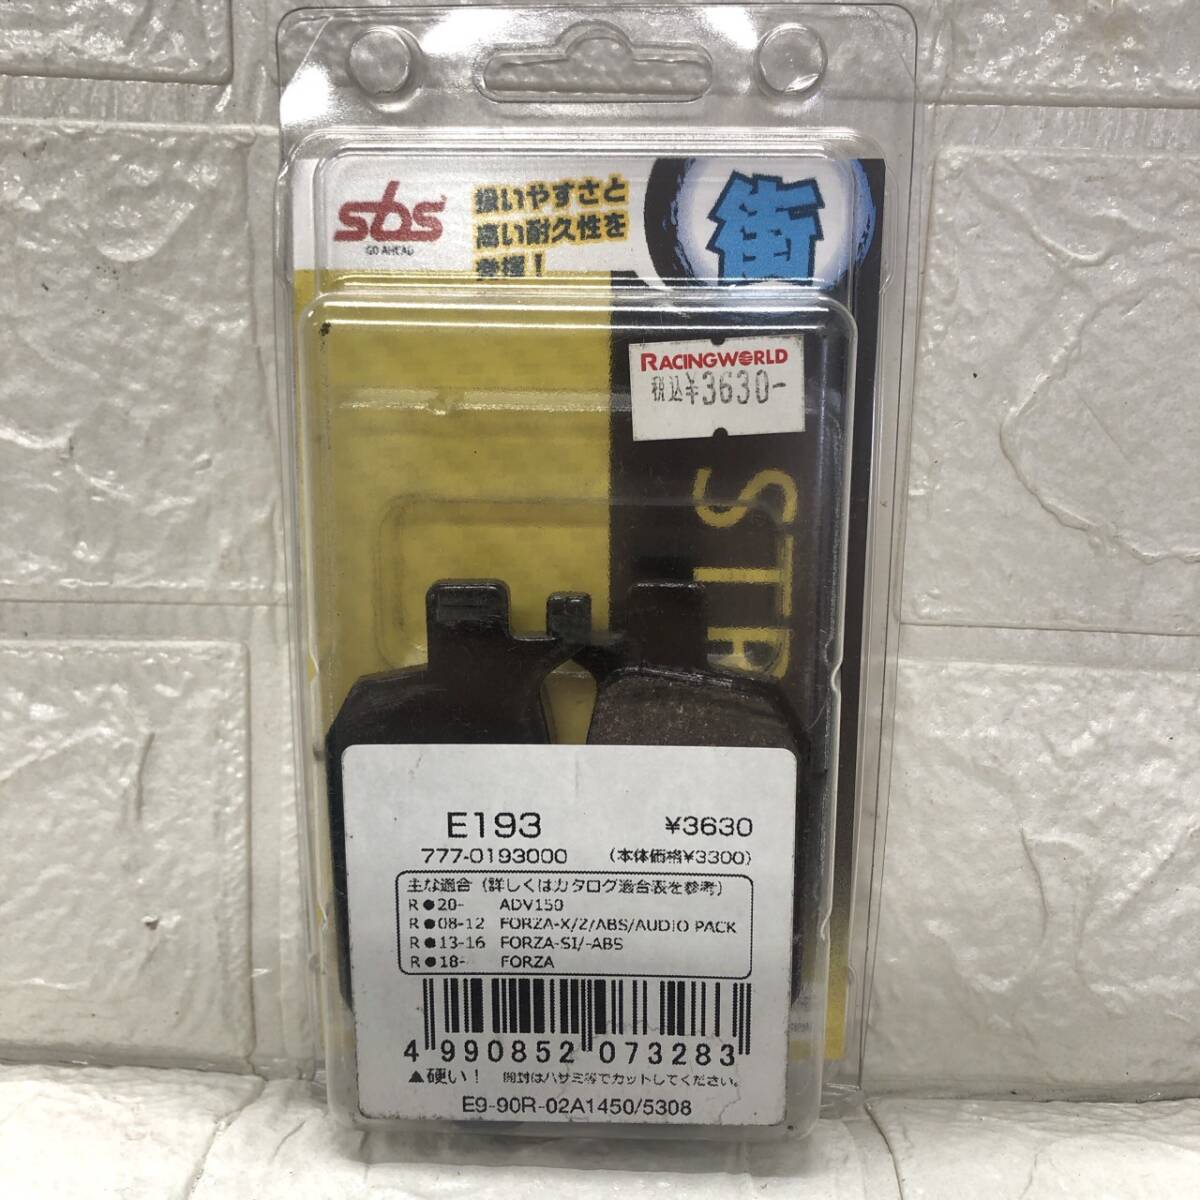 sbs
GO AHEAD
扱いやすさと
高い耐久性を
発揮！
街
RACINGWORLD
税込¥3630-
STR
E193 ¥3630
777-0193000 (本体価格¥3300)
主な適合 (詳しくはカタログ適合表を参考)
R ●20- ADV150
R ●08-12 FORZA-X/Z/ABS/AUDIO PACK
R ●13-16 FORZA-SI/-ABS
R ●18- FORZA
4 990852 073283
▲硬い！ 開封はハサミ等でカットしてください。
E9-90R-02A1450/5308